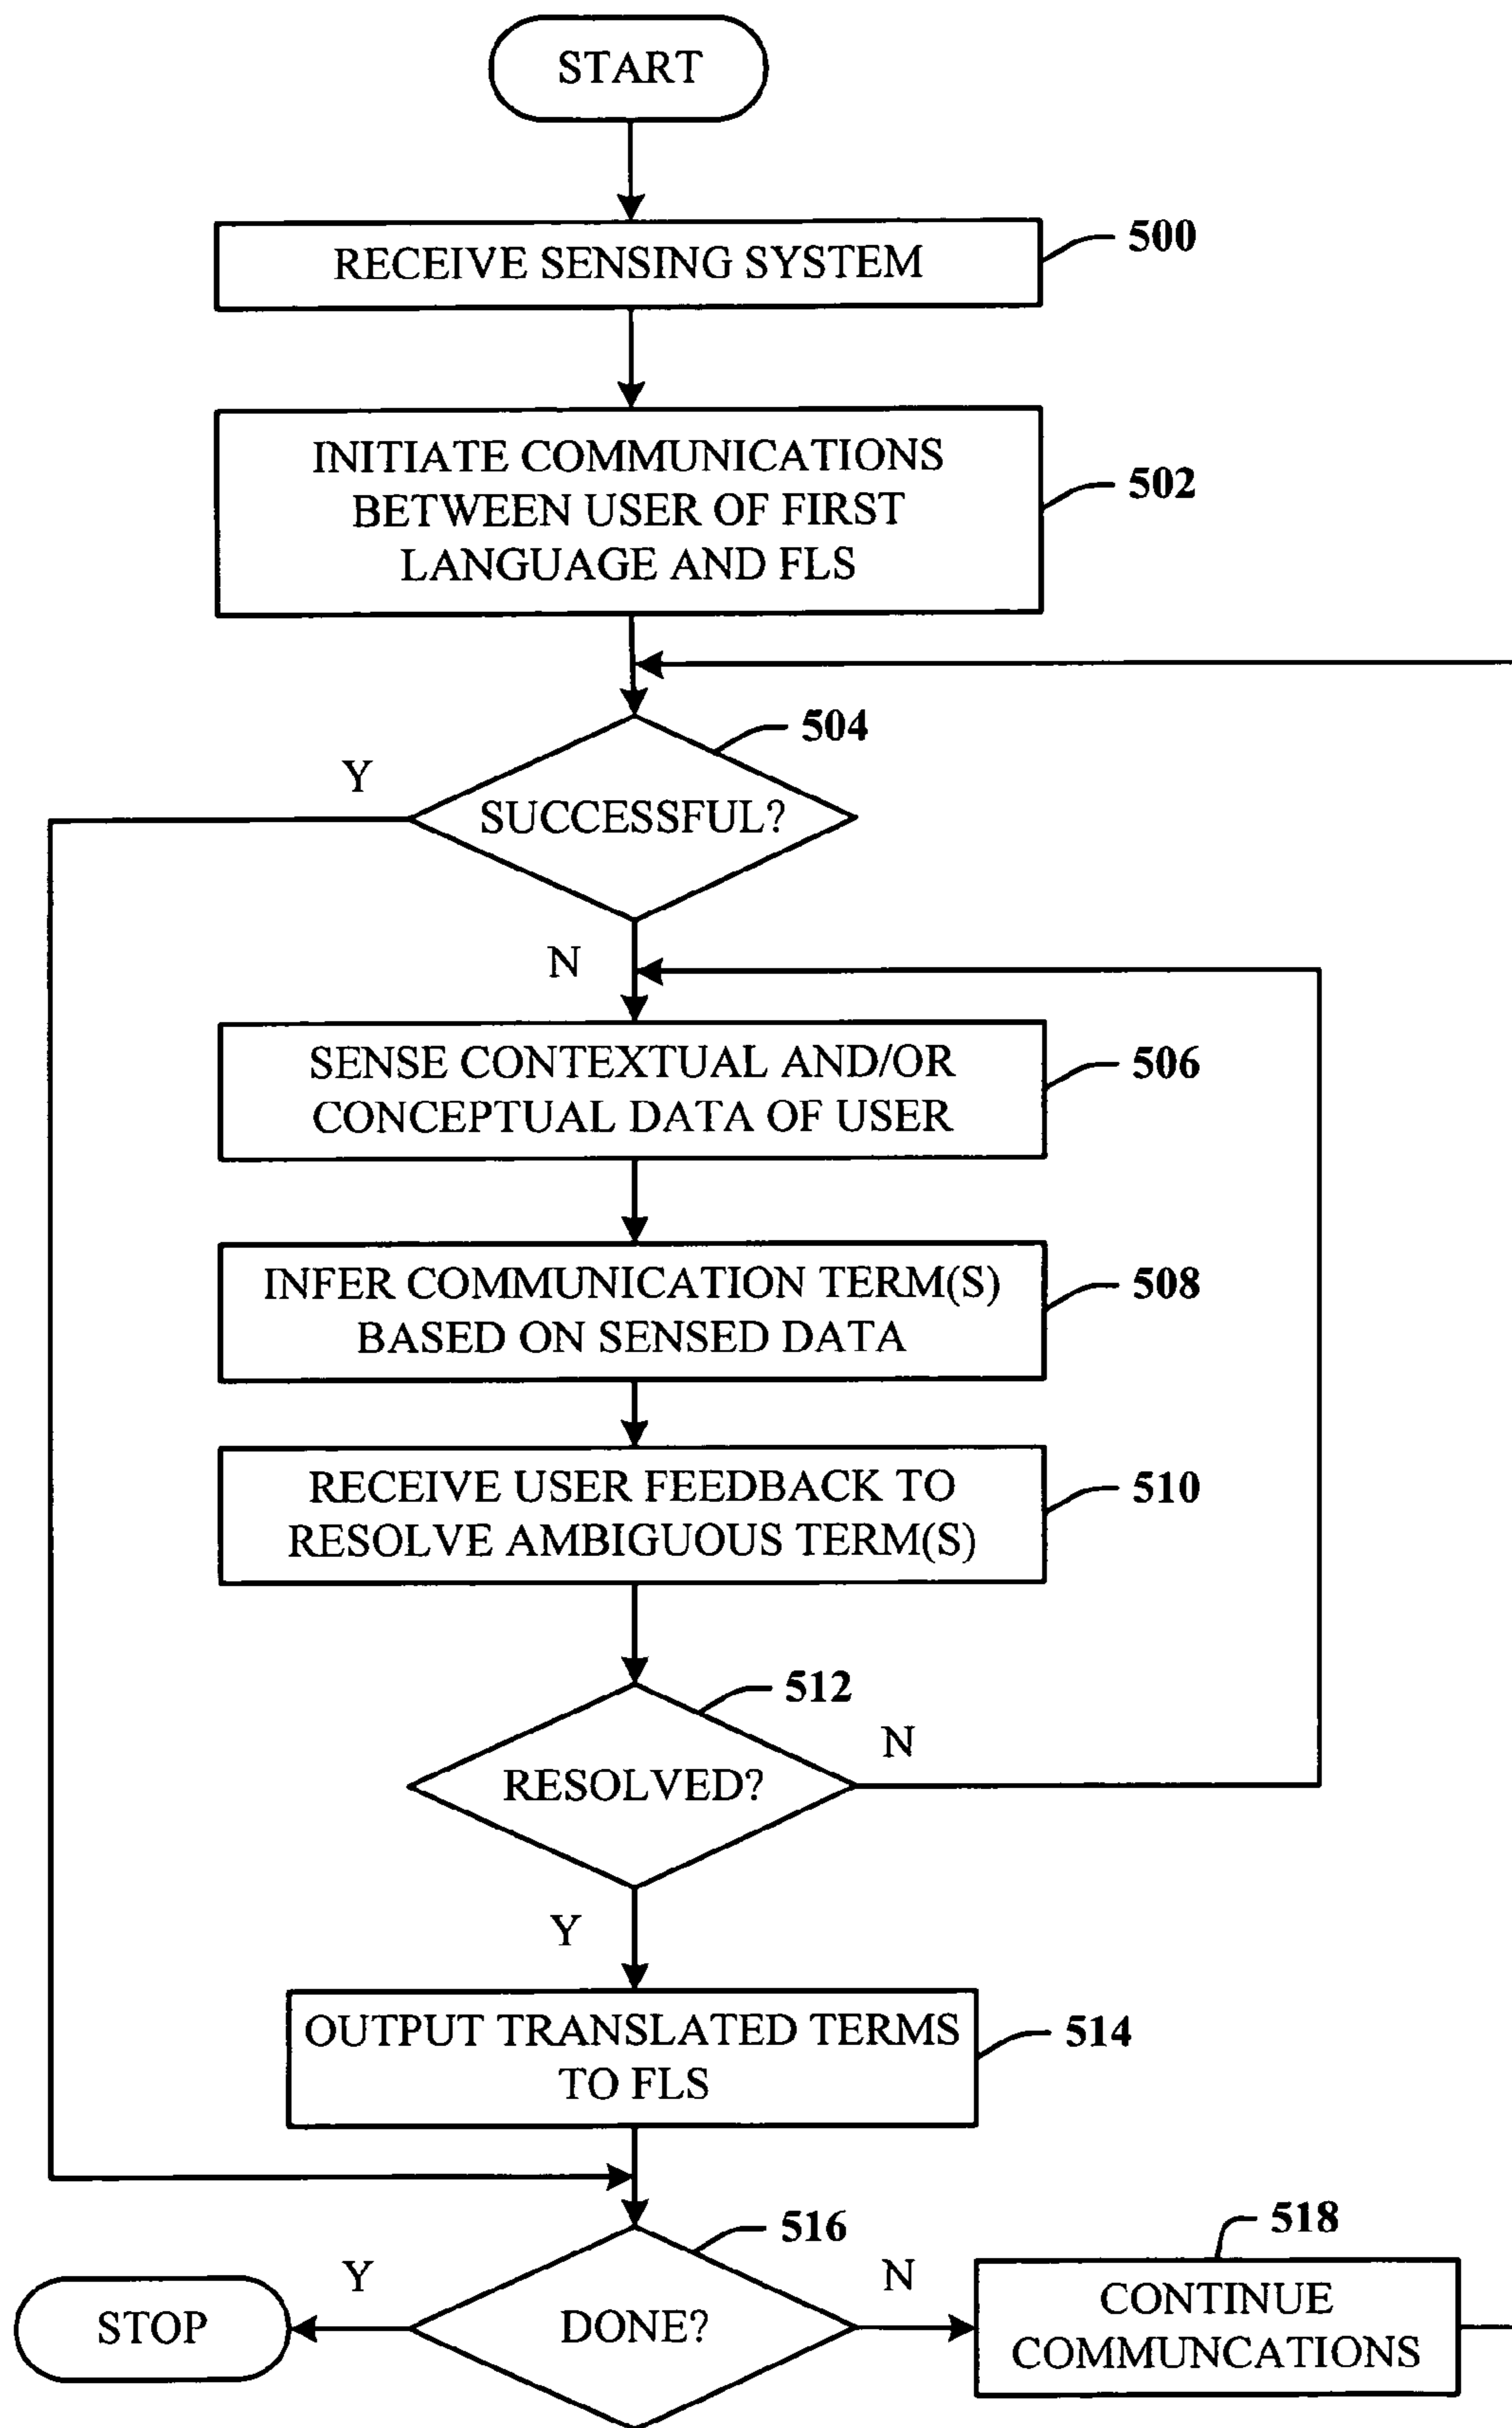 START
RECEIVE SENSING SYSTEM
500
INITIATE COMMUNICATIONS
BETWEEN USER OF FIRST
LANGUAGE AND FLS
502
504
Y
SUCCESSFUL?
N
SENSE CONTEXTUAL AND/OR
CONCEPTUAL DATA OF USER
506
INFER COMMUNICATION TERM(S)
BASED ON SENSED DATA
508
RECEIVE USER FEEDBACK TO
RESOLVE AMBIGUOUS TERM(S)
510
512
N
RESOLVED?
Y
OUTPUT TRANSLATED TERMS
TO FLS
514
516
518
Y
N
STOP
DONE?
CONTINUE
COMMUNCATIONS